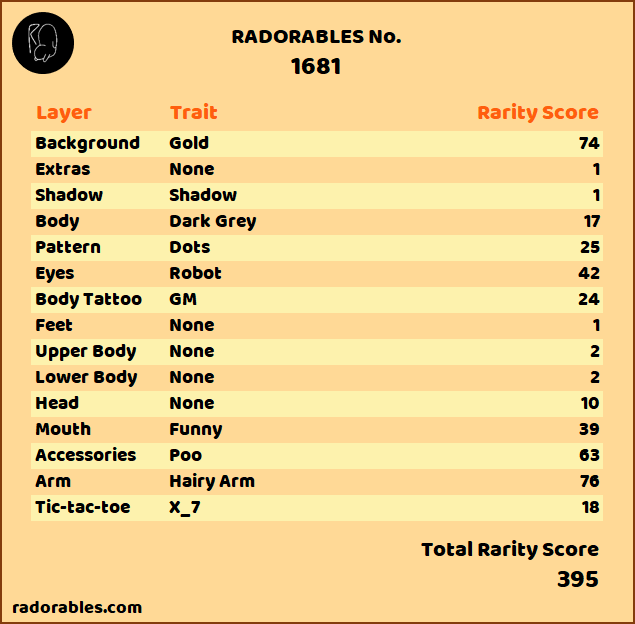 RADORABLES No.
1681
Layer Trait Rarity Score
Background Gold 74
Extras None 1
Shadow Shadow 1
Body Dark Grey 17
Pattern Dots 25
Eyes Robot 42
Body Tattoo GM 24
Feet None 1
Upper Body None 2
Lower Body None 2
Head None 10
Mouth Funny 39
Accessories Poo 63
Arm Hairy Arm 76
Tic-tac-toe X_7 18
Total Rarity Score
395
radorables.com